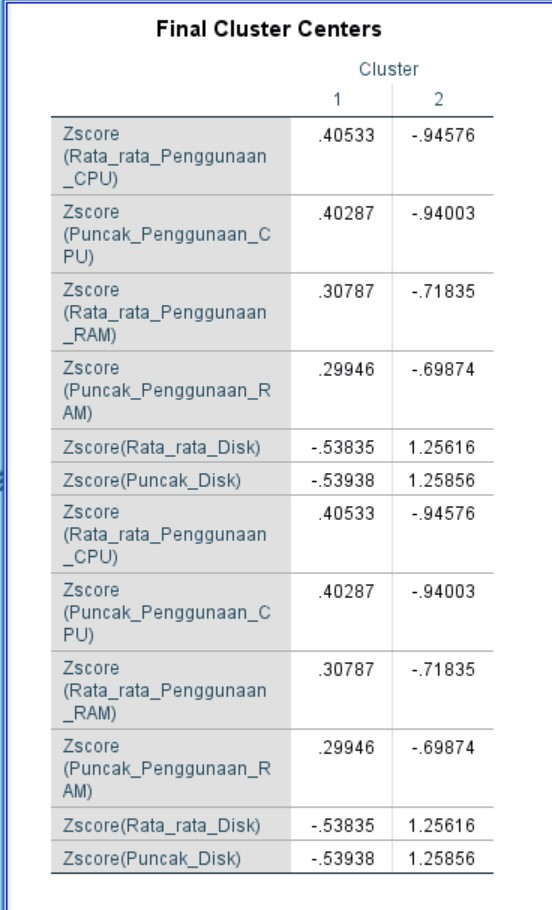 Final Cluster Centers
Cluster
1 2
Zscore .40533 -.94576
(Rata_rata_Penggunaan
_CPU)
Zscore .40287 -.94003
(Puncak_Penggunaan_C
PU)
Zscore .30787 -.71835
(Rata_rata_Penggunaan
_RAM)
Zscore .29946 -.69874
(Puncak_Penggunaan_R
AM)
Zscore(Rata_rata_Disk) -.53835 1.25616
Zscore(Puncak_Disk) -.53938 1.25856
Zscore .40533 -.94576
(Rata_rata_Penggunaan
_CPU)
Zscore .40287 -.94003
(Puncak_Penggunaan_C
PU)
Zscore .30787 -.71835
(Rata_rata_Penggunaan
_RAM)
Zscore .29946 -.69874
(Puncak_Penggunaan_R
AM)
Zscore(Rata_rata_Disk) -.53835 1.25616
Zscore(Puncak_Disk) -.53938 1.25856